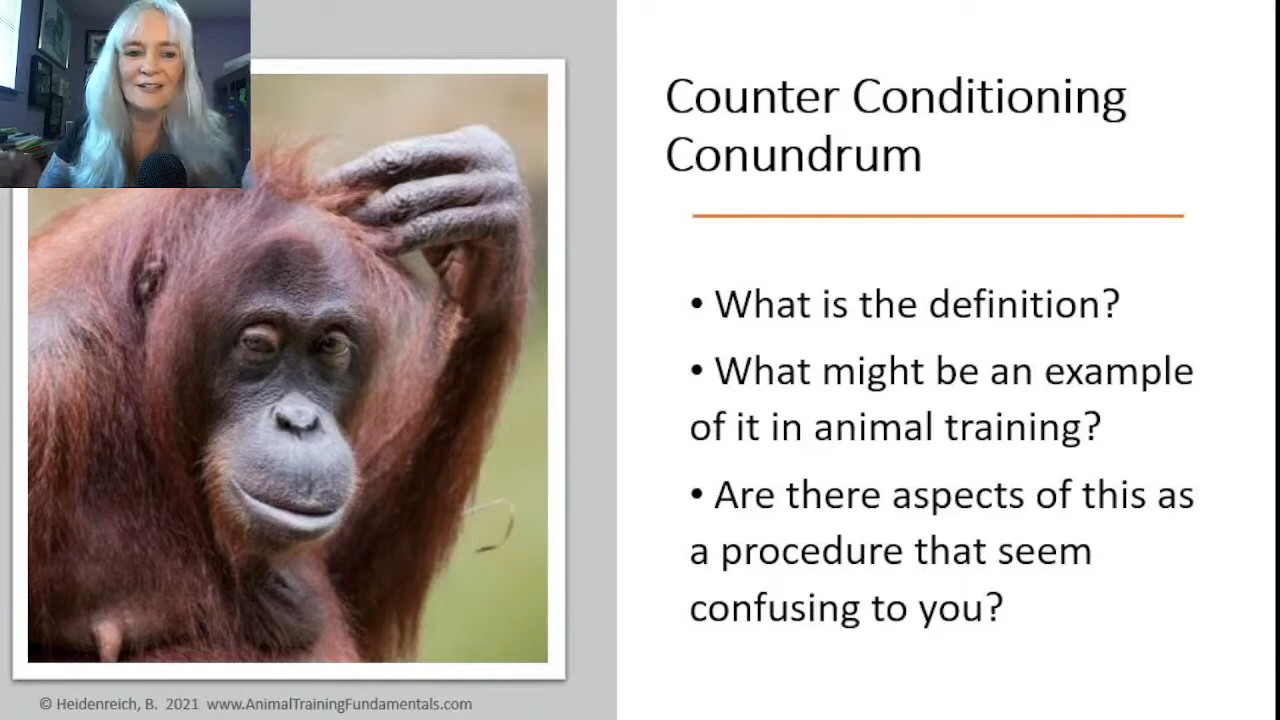 Counter Conditioning
Conundrum
• What is the definition?
• What might be an example
of it in animal training?
• Are there aspects of this as
a procedure that seem
confusing to you?
© Heidenreich, B. 2021 www.AnimalTrainingFundamentals.com